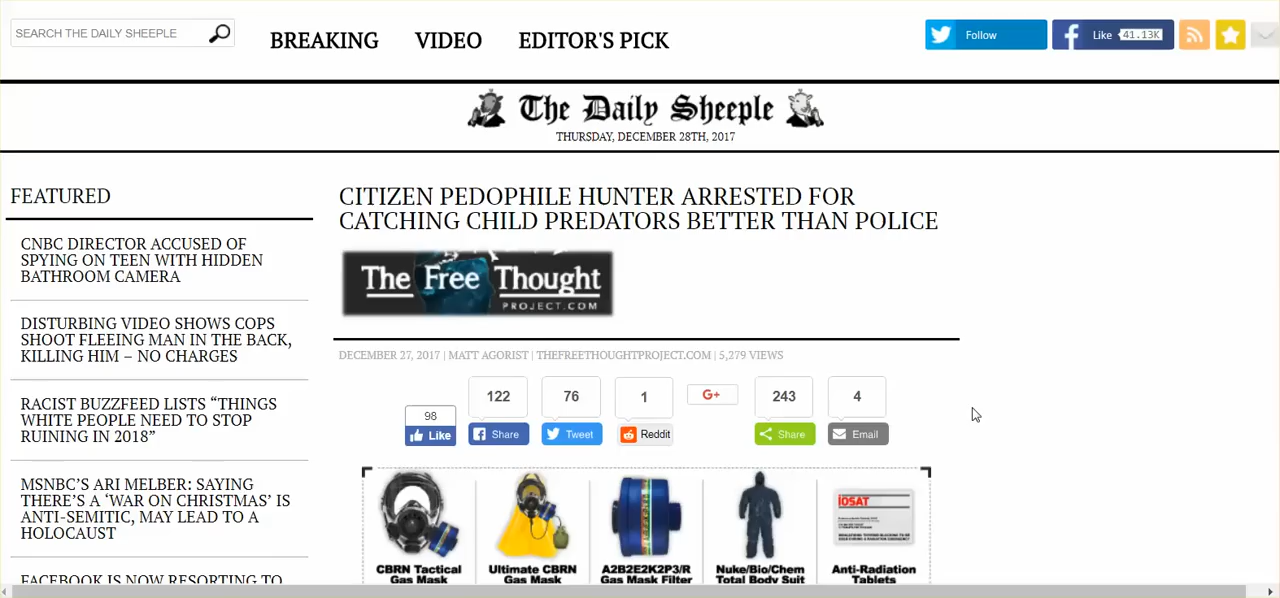 SEARCH THE DAILY SHEEPLE
BREAKING
VIDEO
EDITOR'S PICK
Follow
Like
41.13K
The Daily Sheeple
THURSDAY, DECEMBER 28TH, 2017
FEATURED
CNBC DIRECTOR ACCUSED OF
SPYING ON TEEN WITH HIDDEN
BATHROOM CAMERA
DISTURBING VIDEO SHOWS COPS
SHOOT FLEEING MAN IN THE BACK,
KILLING HIM – NO CHARGES
RACIST BUZZFEED LISTS “THINGS
WHITE PEOPLE NEED TO STOP
RUINING IN 2018”
MSNBC’S ARI MELBER: SAYING
THERE’S A ‘WAR ON CHRISTMAS’ IS
ANTI-SEMITIC, MAY LEAD TO A
HOLOCAUST
FACEBOOK IS NOW RESORTING TO
CITIZEN PEDOPHILE HUNTER ARRESTED FOR
CATCHING CHILD PREDATORS BETTER THAN POLICE
The Free Thought
PROJECT.COM
DECEMBER 27, 2017 | MATT AGORIST | THEFREETHOUGHTPROJECT.COM | 5,279 VIEWS
98
Like
122
Share
76
Tweet
1
Reddit
G+
243
Share
4
Email
CBRN Tactical
Gas Mask
Ultimate CBRN
Gas Mask
A2B2E2K2P3/R
Gas Mask Filter
Nuke/Bio/Chem
Total Body Suit
IOSAT
Anti-Radiation
Tablets